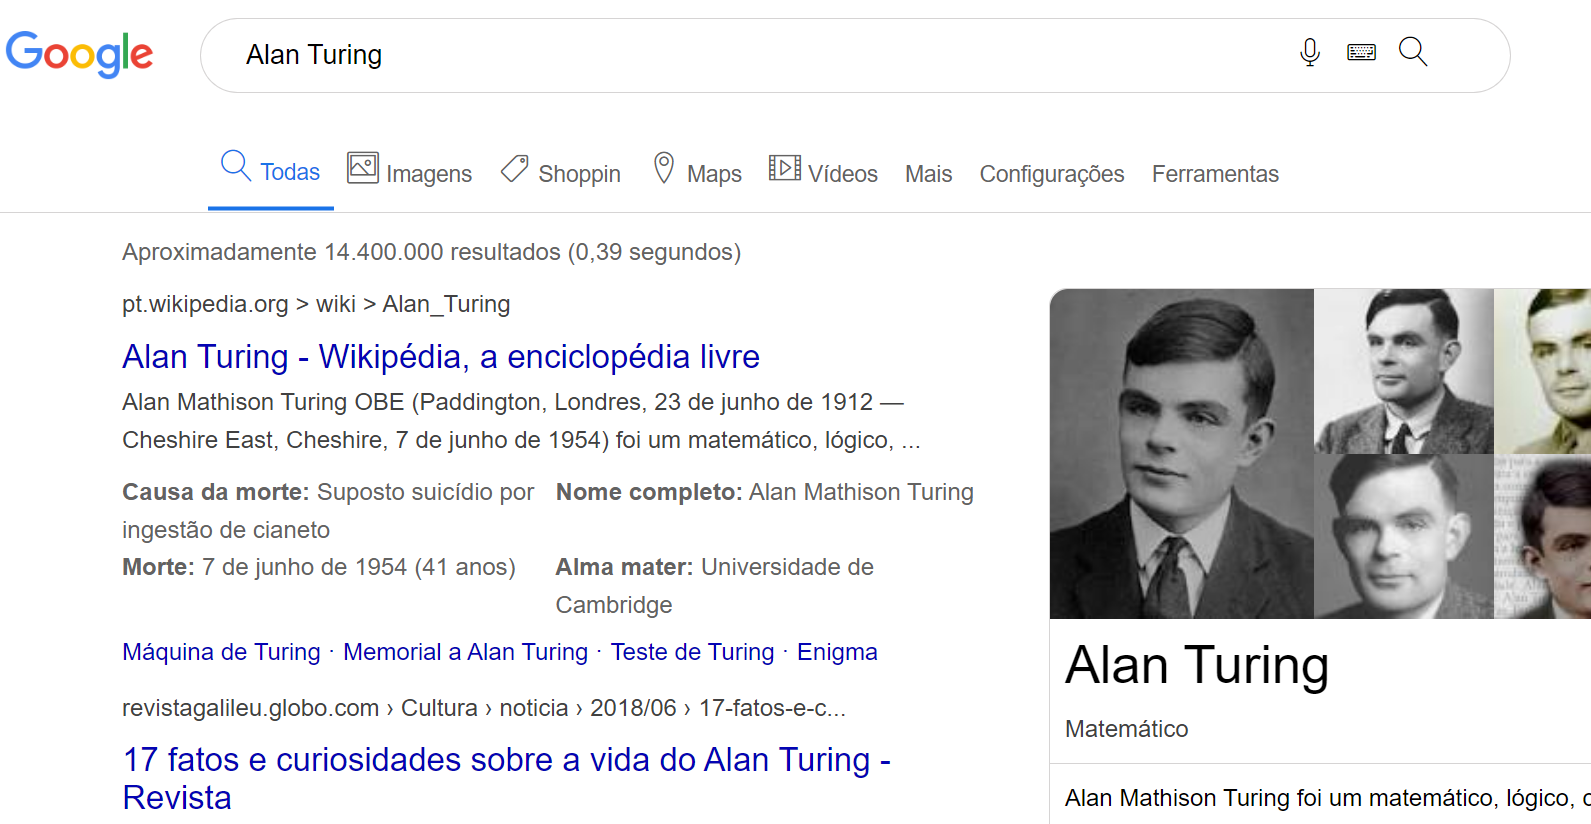 Google
Alan Turing
Todas
Imagens
Shoppin
Maps
Vídeos
Mais
Configurações
Ferramentas
Aproximadamente 14.400.000 resultados (0,39 segundos)
pt.wikipedia.org > wiki > Alan_Turing
Alan Turing - Wikipédia, a enciclopédia livre
Alan Mathison Turing OBE (Paddington, Londres, 23 de junho de 1912 —
Cheshire East, Cheshire, 7 de junho de 1954) foi um matemático, lógico, ...
Causa da morte: Suposto suicídio por
ingestão de cianeto
Nome completo: Alan Mathison Turing
Morte: 7 de junho de 1954 (41 anos)
Alma mater: Universidade de
Cambridge
Máquina de Turing · Memorial a Alan Turing · Teste de Turing · Enigma
revistagalileu.globo.com › Cultura › noticia › 2018/06 › 17-fatos-e-c...
17 fatos e curiosidades sobre a vida do Alan Turing -
Revista
Alan Turing
Matemático
Alan Mathison Turing foi um matemático, lógico,